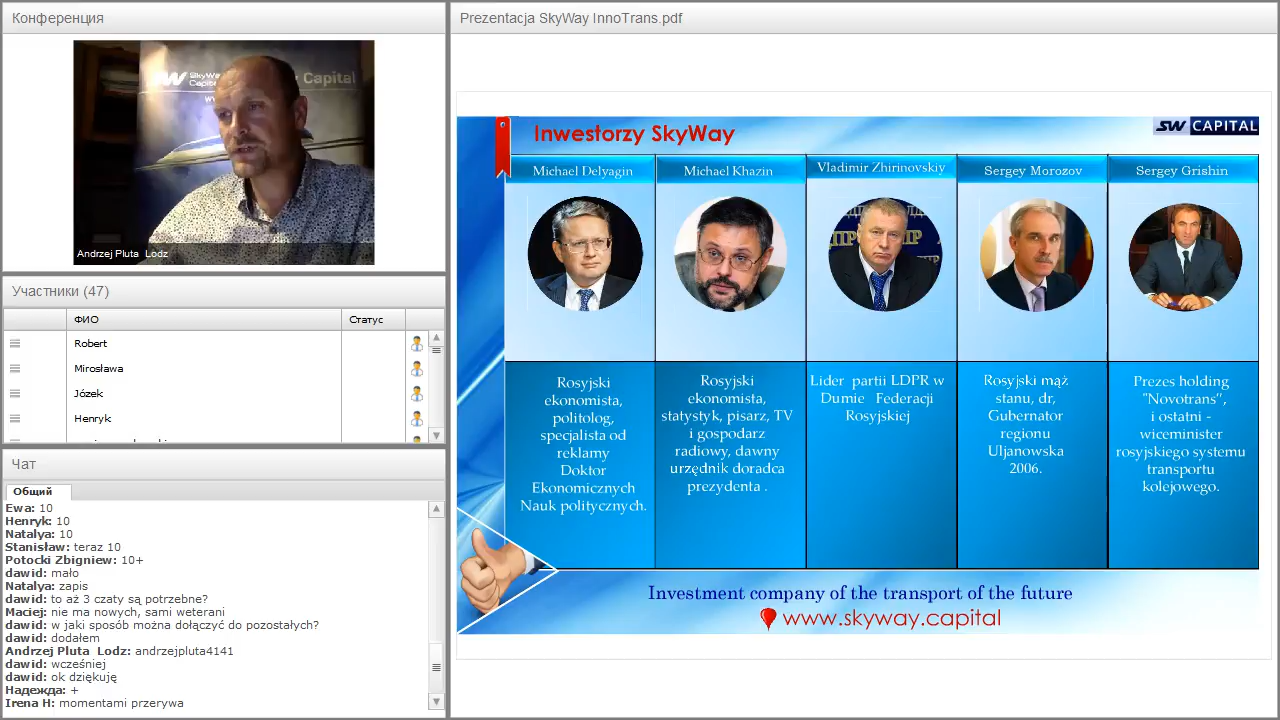 Конференция
SkyWay
Capital
Capital
Andrzej Pluta Lodz
Участники (47)
ФИО
Статус
Robert
Mirosława
Józek
Henryk
Чат
Общий
Ewa: 10
Henryk: 10
Natalya: 10
Stanisław: teraz 10
Potocki Zbigniew: 10+
dawid: mało
Natalya: zapis
dawid: to aż 3 czaty są potrzebne?
Maciej: nie ma nowych, sami weterani
dawid: w jaki sposób można dołączyć do pozostałych?
dawid: dodałem
Andrzej Pluta Lodz: andrzejpluta4141
dawid: wcześniej
dawid: ok dziękuję
Надежда: +
Irena H: momentami przerywa
Prezentacja SkyWay InnoTrans.pdf
Inwestorzy SkyWay
SW CAPITAL
Michael Delyagin
Rosyjski
ekonomista,
politolog,
specjalista od
reklamy
Doktor
Ekonomicznych
Nauk politycznych.
Michael Khazin
Rosyjski
ekonomista,
statystyk, pisarz, TV
i gospodarz
radiowy, dawny
urzędnik doradca
prezydenta .
Vladimir Zhirinovskiy
Lider partii LDPR w
Dumie Federacji
Rosyjskiej
Sergey Morozov
Rosyjski mąż
stanu, dr,
Gubernator
regionu
Uljanowska
2006.
Sergey Grishin
Prezes holding
"Novotrans",
i ostatni -
wiceminister
rosyjskiego systemu
transportu
kolejowego.
Investment company of the transport of the future
www.skyway.capital